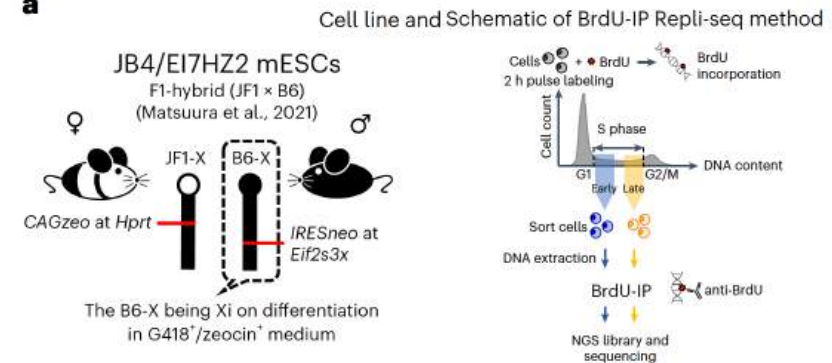 a
Cell line and Schematic of BrdU-IP Repli-seq method
JB4/EI7HZ2 mESCs
F1-hybrid (JF1 × B6)
(Matsuura et al., 2021)
♀
♂
JF1-X
B6-X
CAGzeo at Hprt
IRESneo at
Eif2s3x
The B6-X being Xi on differentiation
in G418⁺/zeocin⁺ medium
Cells
+
BrdU
BrdU
incorporation
2 h pulse labeling
Cell count
S phase
DNA content
G1
G2/M
Early
Late
Sort cells
DNA extraction
BrdU-IP
anti-BrdU
NGS library and
sequencing